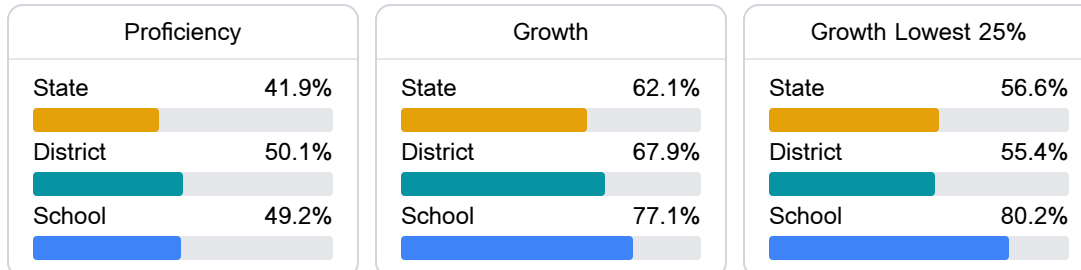 Proficiency
State 41.9%
District 50.1%
School 49.2%
Growth
State 62.1%
District 67.9%
School 77.1%
Growth Lowest 25%
State 56.6%
District 55.4%
School 80.2%